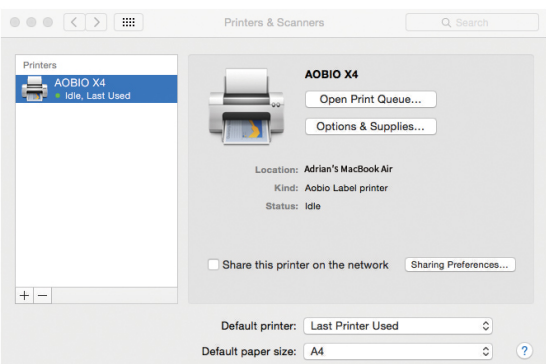 Printers & Scanners
Search
Printers
AOBIO X4
Idle, Last Used
AOBIO X4
Open Print Queue...
Options & Supplies...
Location: Adrian's MacBook Air
Kind: Aobio Label printer
Status: Idle
Share this printer on the network
Sharing Preferences...
+ −
Default printer: Last Printer Used
Default paper size: A4
?